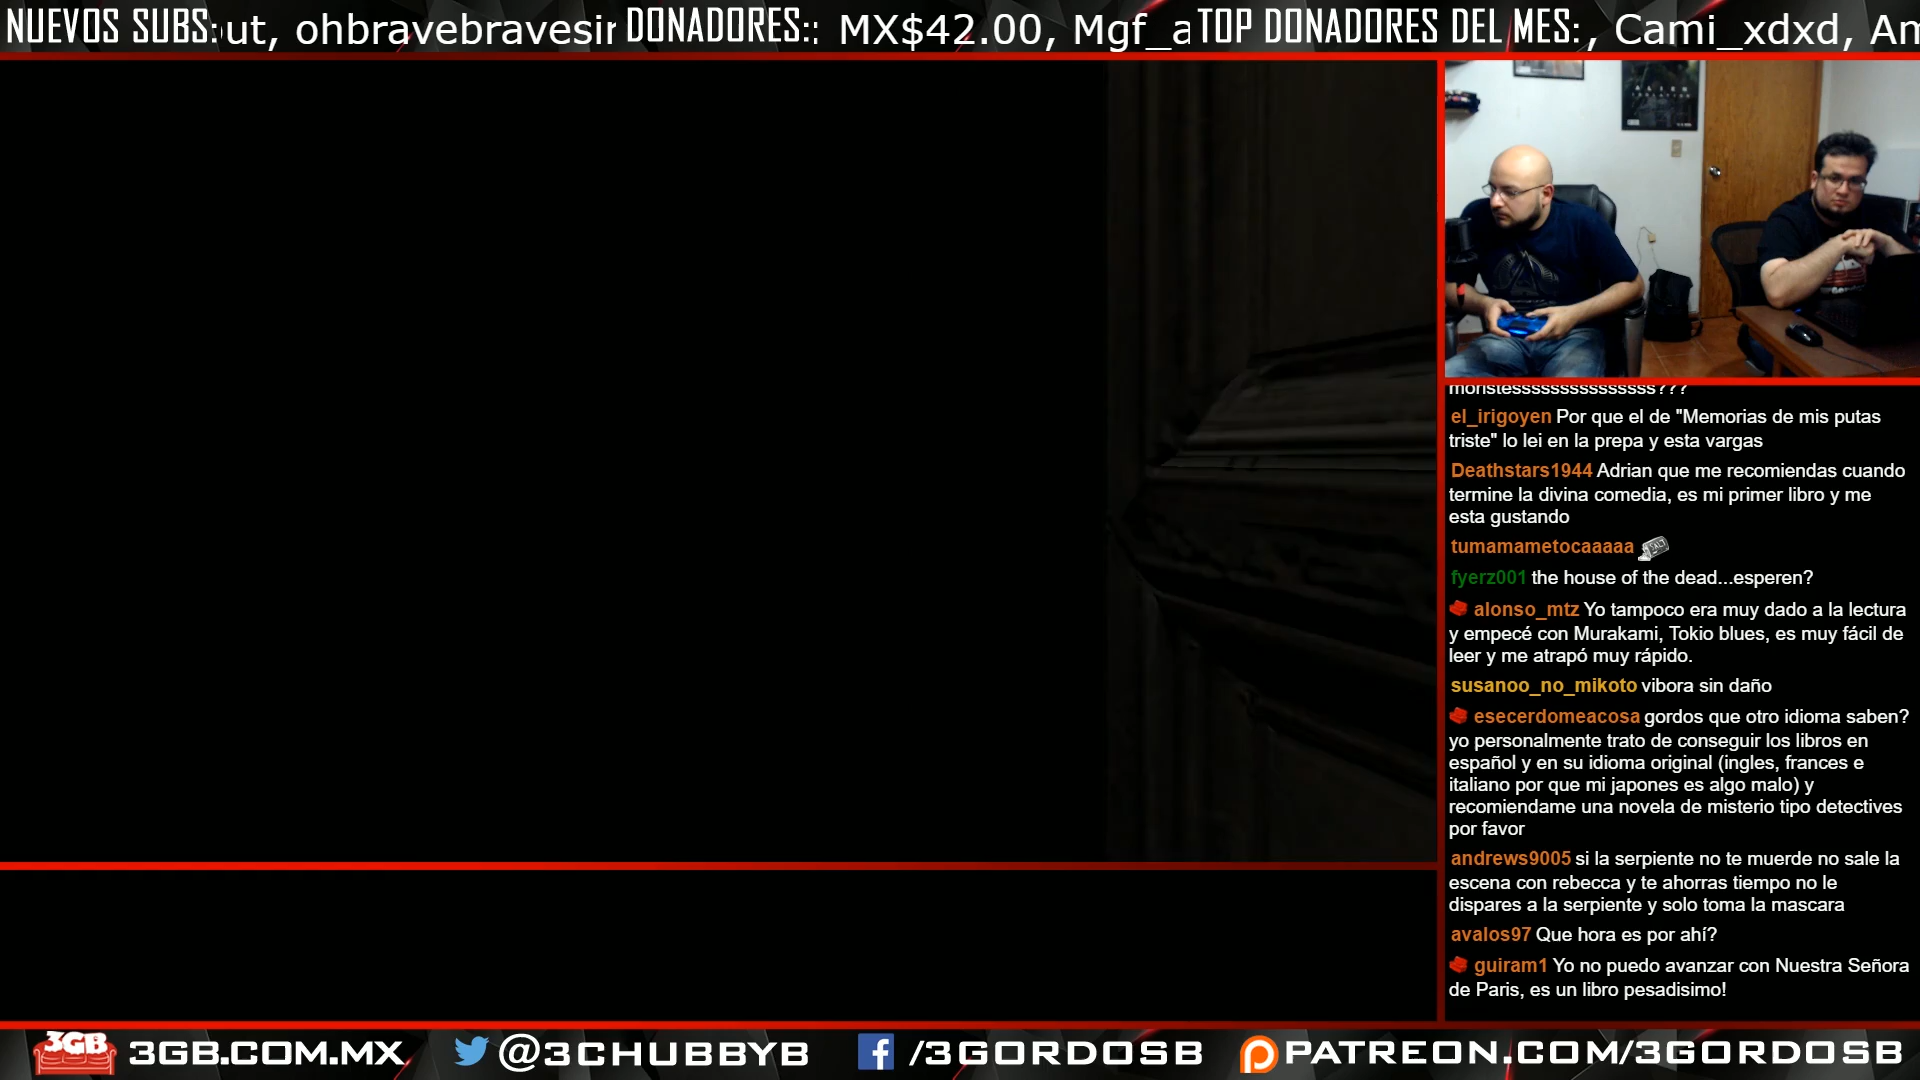 NUEVOS SUBS: ut, ohbravebravesir DONADORES:: MX$42.00, Mgf_a TOP DONADORES DEL MES:, Cami_xdxd, Am
ALIEN
monstesssssssssssssss???
el_irigoyen Por que el de "Memorias de mis putas
triste" lo lei en la prepa y esta vargas
Deathstars1944 Adrian que me recomiendas cuando
termine la divina comedia, es mi primer libro y me
esta gustando
tumamametocaaaaa
fyerz001 the house of the dead...esperen?
alonso_mtz Yo tampoco era muy dado a la lectura
y empecé con Murakami, Tokio blues, es muy fácil de
leer y me atrapó muy rápido.
susanoo_no_mikoto vibora sin daño
esecerdomeacosa gordos que otro idioma saben?
yo personalmente trato de conseguir los libros en
español y en su idioma original (ingles, frances e
italiano por que mi japones es algo malo) y
recomiendame una novela de misterio tipo detectives
por favor
andrews9005 si la serpiente no te muerde no sale la
escena con rebecca y te ahorras tiempo no le
dispares a la serpiente y solo toma la mascara
avalos97 Que hora es por ahí?
guiram1 Yo no puedo avanzar con Nuestra Señora
de Paris, es un libro pesadisimo!
3GB 3GB.COM.MX @3CHUBBYB /3GORDOSB PATREON.COM/3GORDOSB